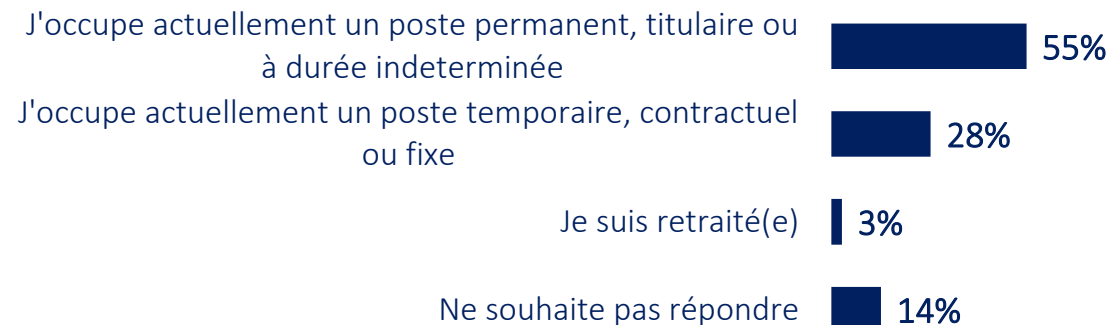 J'occupe actuellement un poste permanent, titulaire ou
à durée indeterminée
55%
J'occupe actuellement un poste temporaire, contractuel
ou fixe
28%
Je suis retraité(e)
3%
Ne souhaite pas répondre
14%